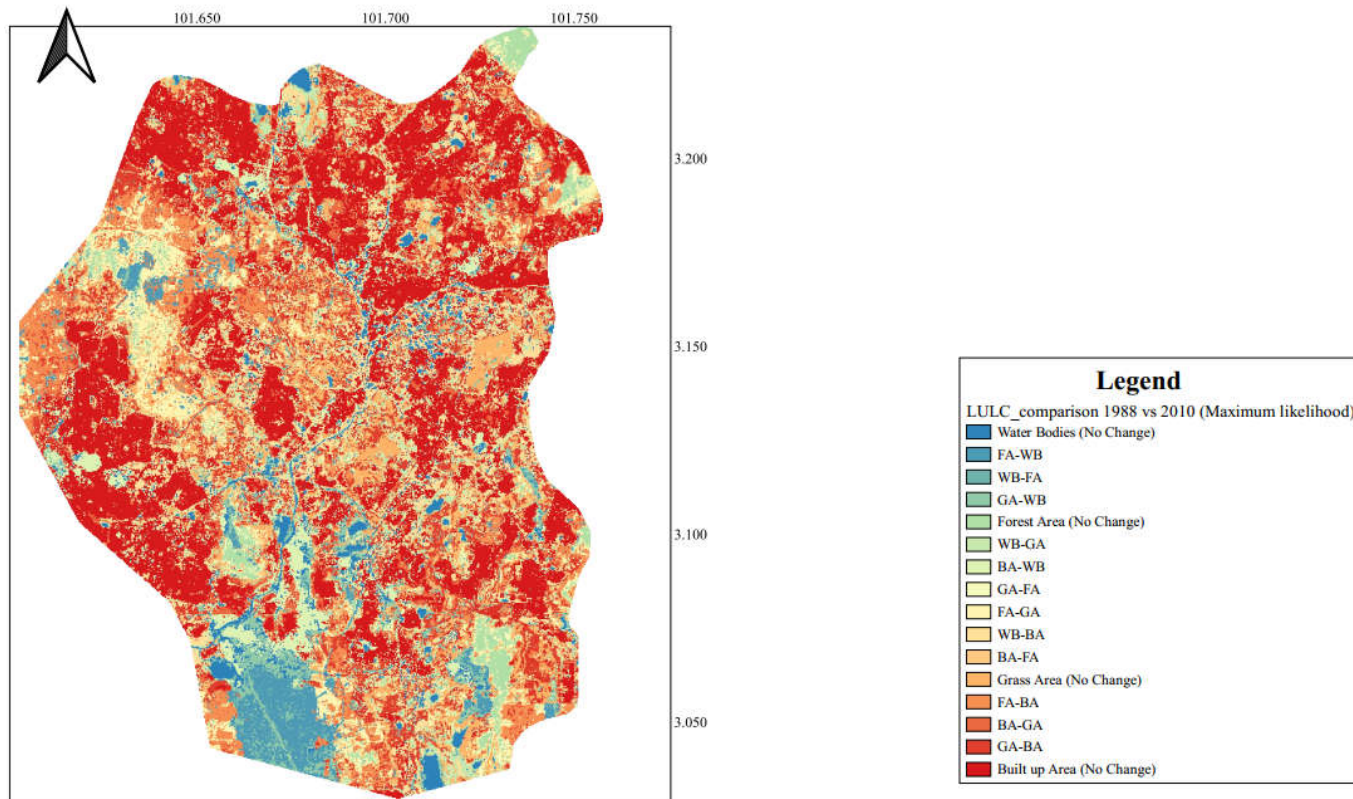 101.650 101.700 101.750
3.200
3.150
3.100
3.050
Legend
LULC_comparison 1988 vs 2010 (Maximum likelihood)
Water Bodies (No Change)
FA-WB
WB-FA
GA-WB
Forest Area (No Change)
WB-GA
BA-WB
GA-FA
FA-GA
WB-BA
BA-FA
Grass Area (No Change)
FA-BA
BA-GA
GA-BA
Built up Area (No Change)